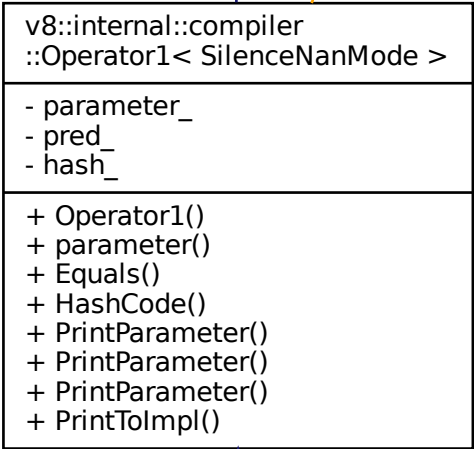 v8::internal::compiler
::Operator1< SilenceNanMode >
- parameter_
- pred_
- hash_
+ Operator1()
+ parameter()
+ Equals()
+ HashCode()
+ PrintParameter()
+ PrintParameter()
+ PrintParameter()
+ PrintToImpl()